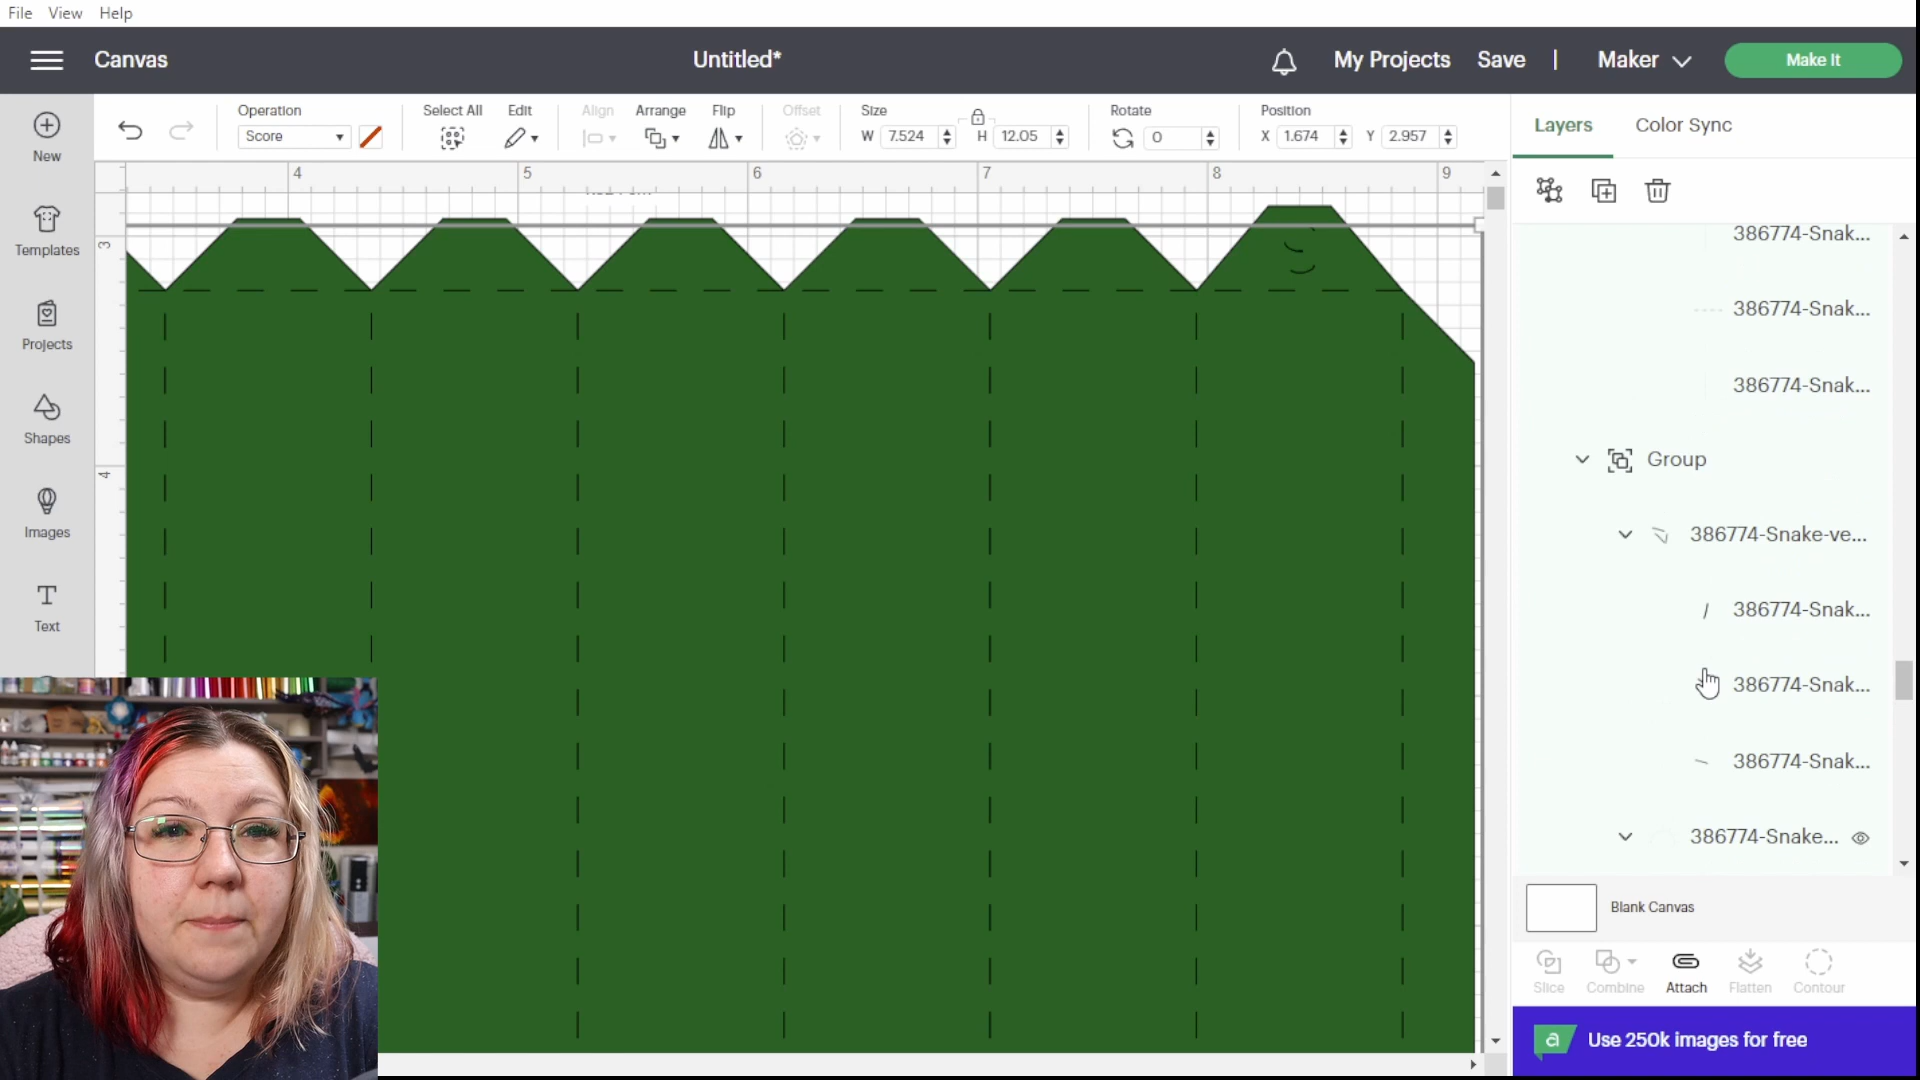 File View Help
Canvas Untitled* My Projects Save | Maker Make It
Operation Select All Edit Align Arrange Flip Offset Size Rotate Position
Score W 7.524 H 12.05 0 X 1.674 Y 2.957
New
Templates
Projects
Shapes
Images
Text
4 5 6 7 8 9
3
4
Layers Color Sync
386774-Snak...
386774-Snak...
386774-Snak...
Group
386774-Snake-ve...
386774-Snak...
386774-Snak...
386774-Snak...
386774-Snake...
Blank Canvas
Slice Combine Attach Flatten Contour
a Use 250k images for free